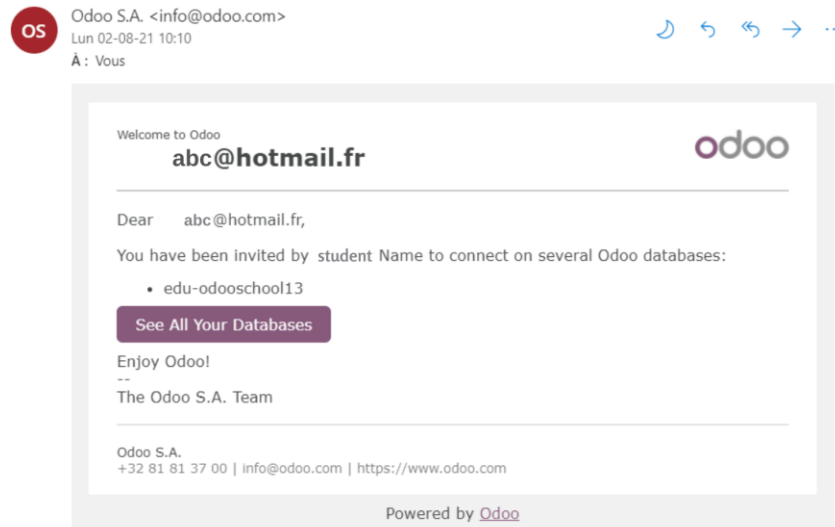 OS
Odoo S.A. <info@odoo.com>
Lun 02-08-21 10:10
À : Vous
Welcome to Odoo
abc@hotmail.fr
odoo
Dear abc@hotmail.fr,
You have been invited by student Name to connect on several Odoo databases:
• edu-odooschool13
See All Your Databases
Enjoy Odoo!
--
The Odoo S.A. Team
Odoo S.A.
+32 81 81 37 00 | info@odoo.com | https://www.odoo.com
Powered by Odoo